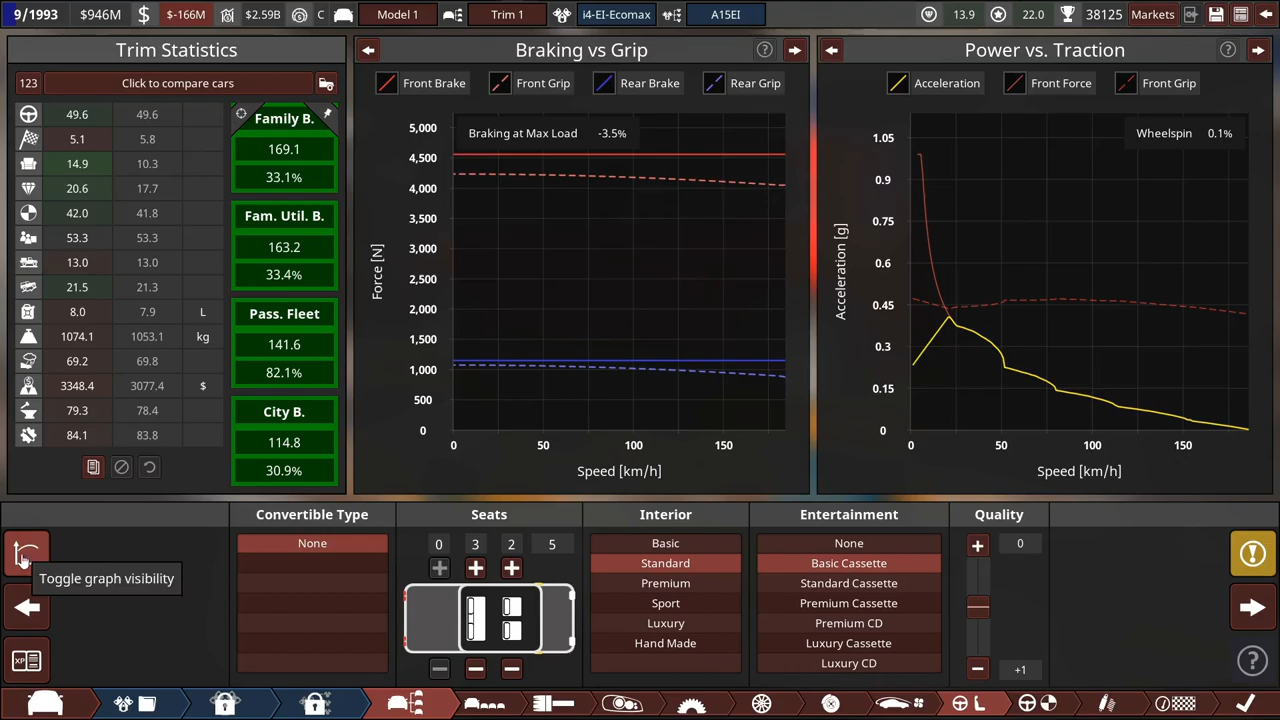 9/1993 $946M $-166M $2.59B C Model 1 Trim 1 i4-EI-Ecomax A15EI 13.9 22.0 38125 Markets
Trim Statistics
123 Click to compare cars
49.6 49.6
5.1 5.8
14.9 10.3
20.6 17.7
42.0 41.8
53.3 53.3
13.0 13.0
21.5 21.3
8.0 7.9 L
1074.1 1053.1 kg
69.2 69.8
3348.4 3077.4 $
79.3 78.4
84.1 83.8
Family B.
169.1
33.1%
Fam. Util. B.
163.2
33.4%
Pass. Fleet
141.6
82.1%
City B.
114.8
30.9%
Braking vs Grip ?
Front Brake Front Grip Rear Brake Rear Grip
Braking at Max Load -3.5%
5,000
4,500
4,000
3,500
3,000
2,500
2,000
1,500
1,000
500
0
Force [N]
0 50 100 150
Speed [km/h]
Power vs. Traction ?
Acceleration Front Force Front Grip
Wheelspin 0.1%
1.05
0.9
0.75
0.6
0.45
0.3
0.15
0
Acceleration [g]
0 50 100 150
Speed [km/h]
Toggle graph visibility
XP
Convertible Type
None
Seats
0 3 2 5
Interior
Basic
Standard
Premium
Sport
Luxury
Hand Made
Entertainment
None
Basic Cassette
Standard Cassette
Premium Cassette
Premium CD
Luxury Cassette
Luxury CD
Quality
+ 0
- +1
?